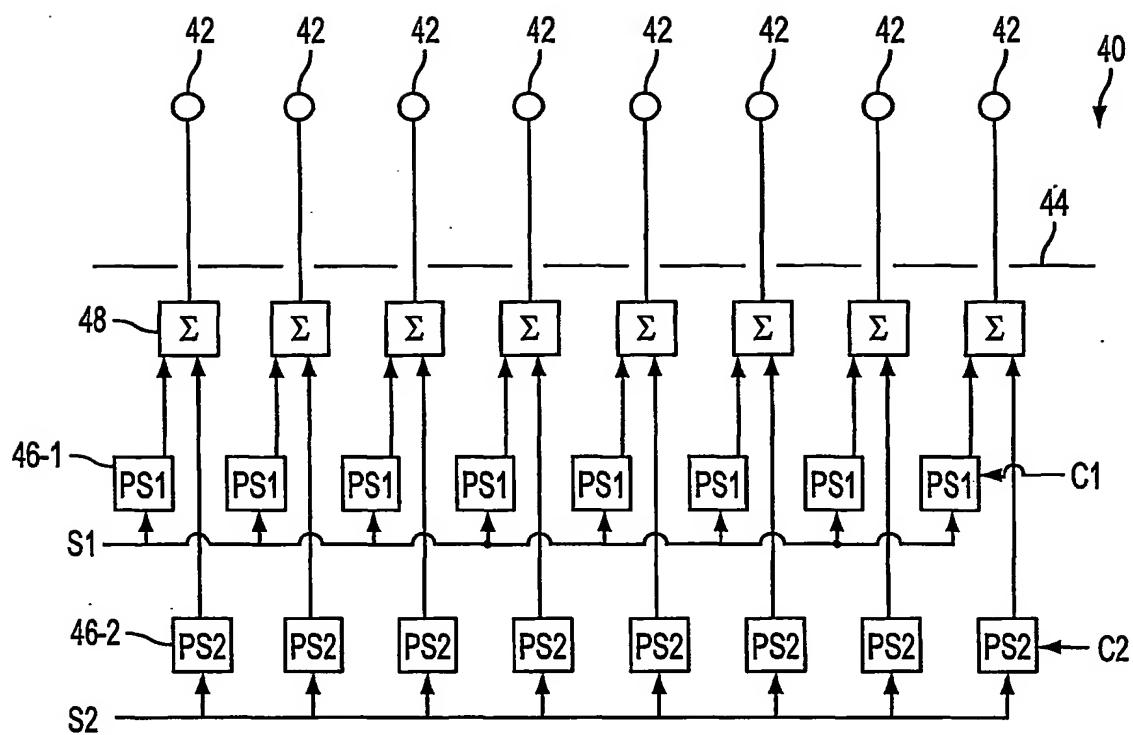 42 42 42 42 42 42 42 42
40
44
48 Σ Σ Σ Σ Σ Σ Σ Σ
46-1 PS1 PS1 PS1 PS1 PS1 PS1 PS1 PS1 C1
S1
46-2 PS2 PS2 PS2 PS2 PS2 PS2 PS2 PS2 C2
S2